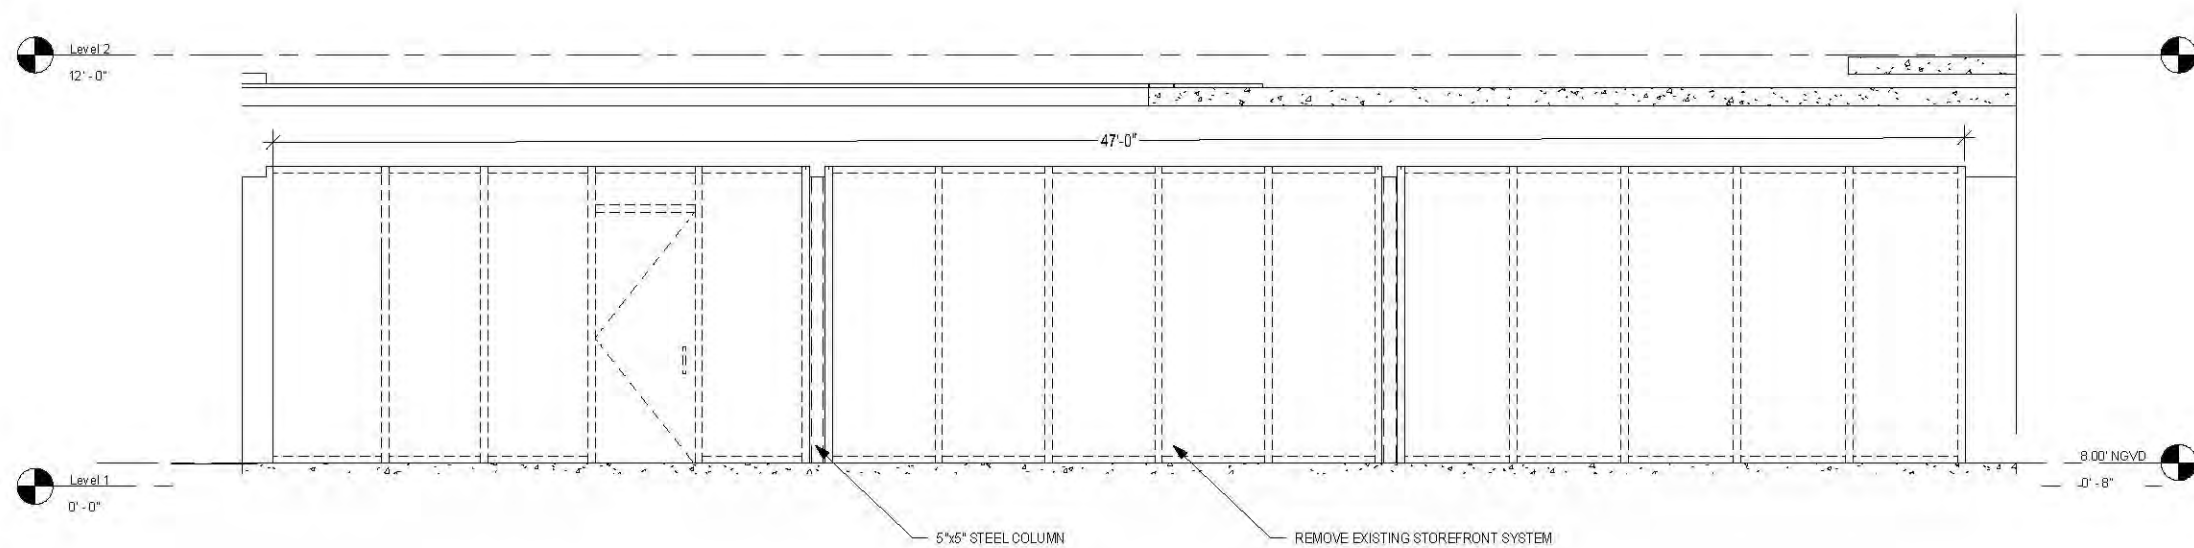 Level 2
12' - 0"
47'-0"
8.00' NGVD
Level 1
-0' - 8"
0' - 0"
5"x5" STEEL COLUMN
REMOVE EXISTING STOREFRONT SYSTEM